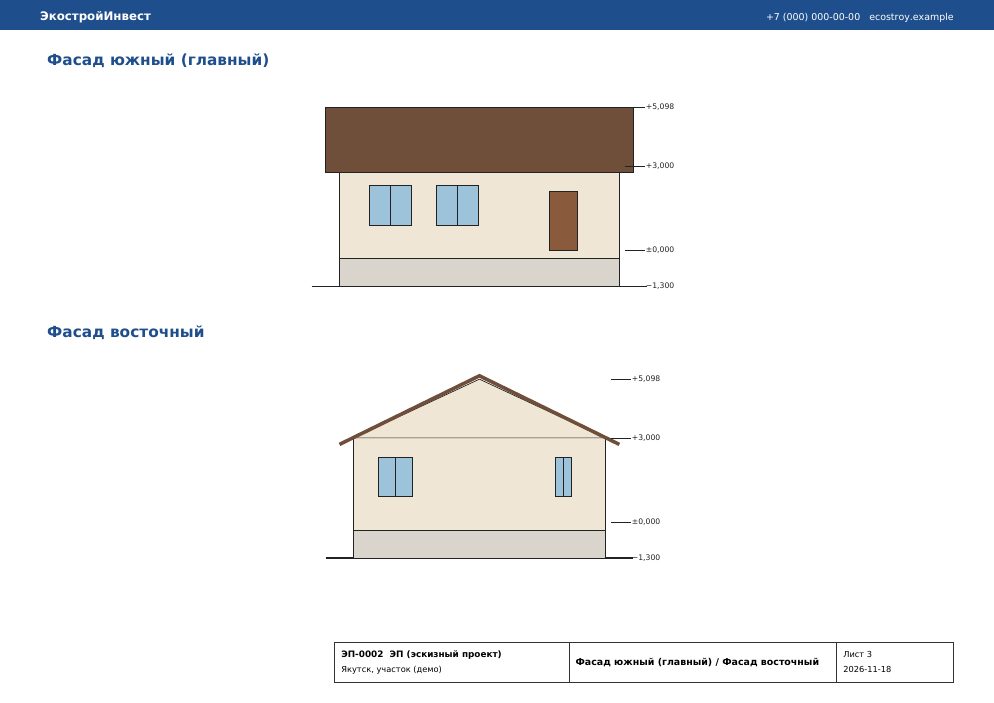 ЭкостройИнвест
+7 (000) 000-00-00 ecostroy.example
Фасад южный (главный)
+5,098
+3,000
±0,000
−1,300
Фасад восточный
+5,098
+3,000
±0,000
−1,300
ЭП-0002 ЭП (эскизный проект)
Якутск, участок (демо)
Фасад южный (главный) / Фасад восточный
Лист 3
2026-11-18